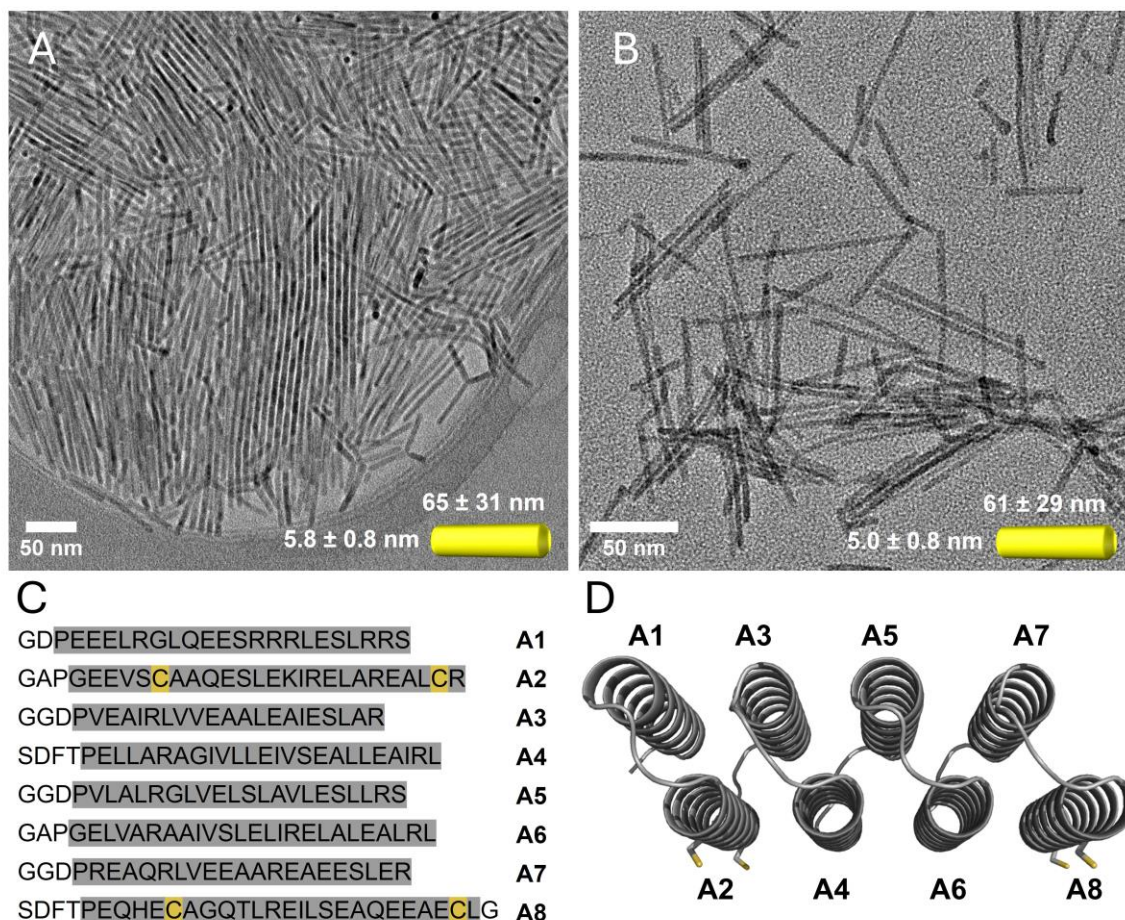 A
B
65 ± 31 nm
5.8 ± 0.8 nm
50 nm
61 ± 29 nm
5.0 ± 0.8 nm
50 nm
C
GDPEEELRGLQEESRRRLESLRRS A1
GAPGEEVSCAAQESLEKIRELAREALCR A2
GGDPVEAIRLVVEAALEAIESLAR A3
SDFTPELLARAGIVLLEIVSEALLEAIRL A4
GGDPVLALRGLVELSLAVLESLLRS A5
GAPGELVARAAIVSLELIRELALEALRL A6
GGDPREAQRLVEEAAREAEESLER A7
SDFTPEQHECAGQTLREILSEAQEEAECLG A8
D
A1 A3 A5 A7
A2 A4 A6 A8